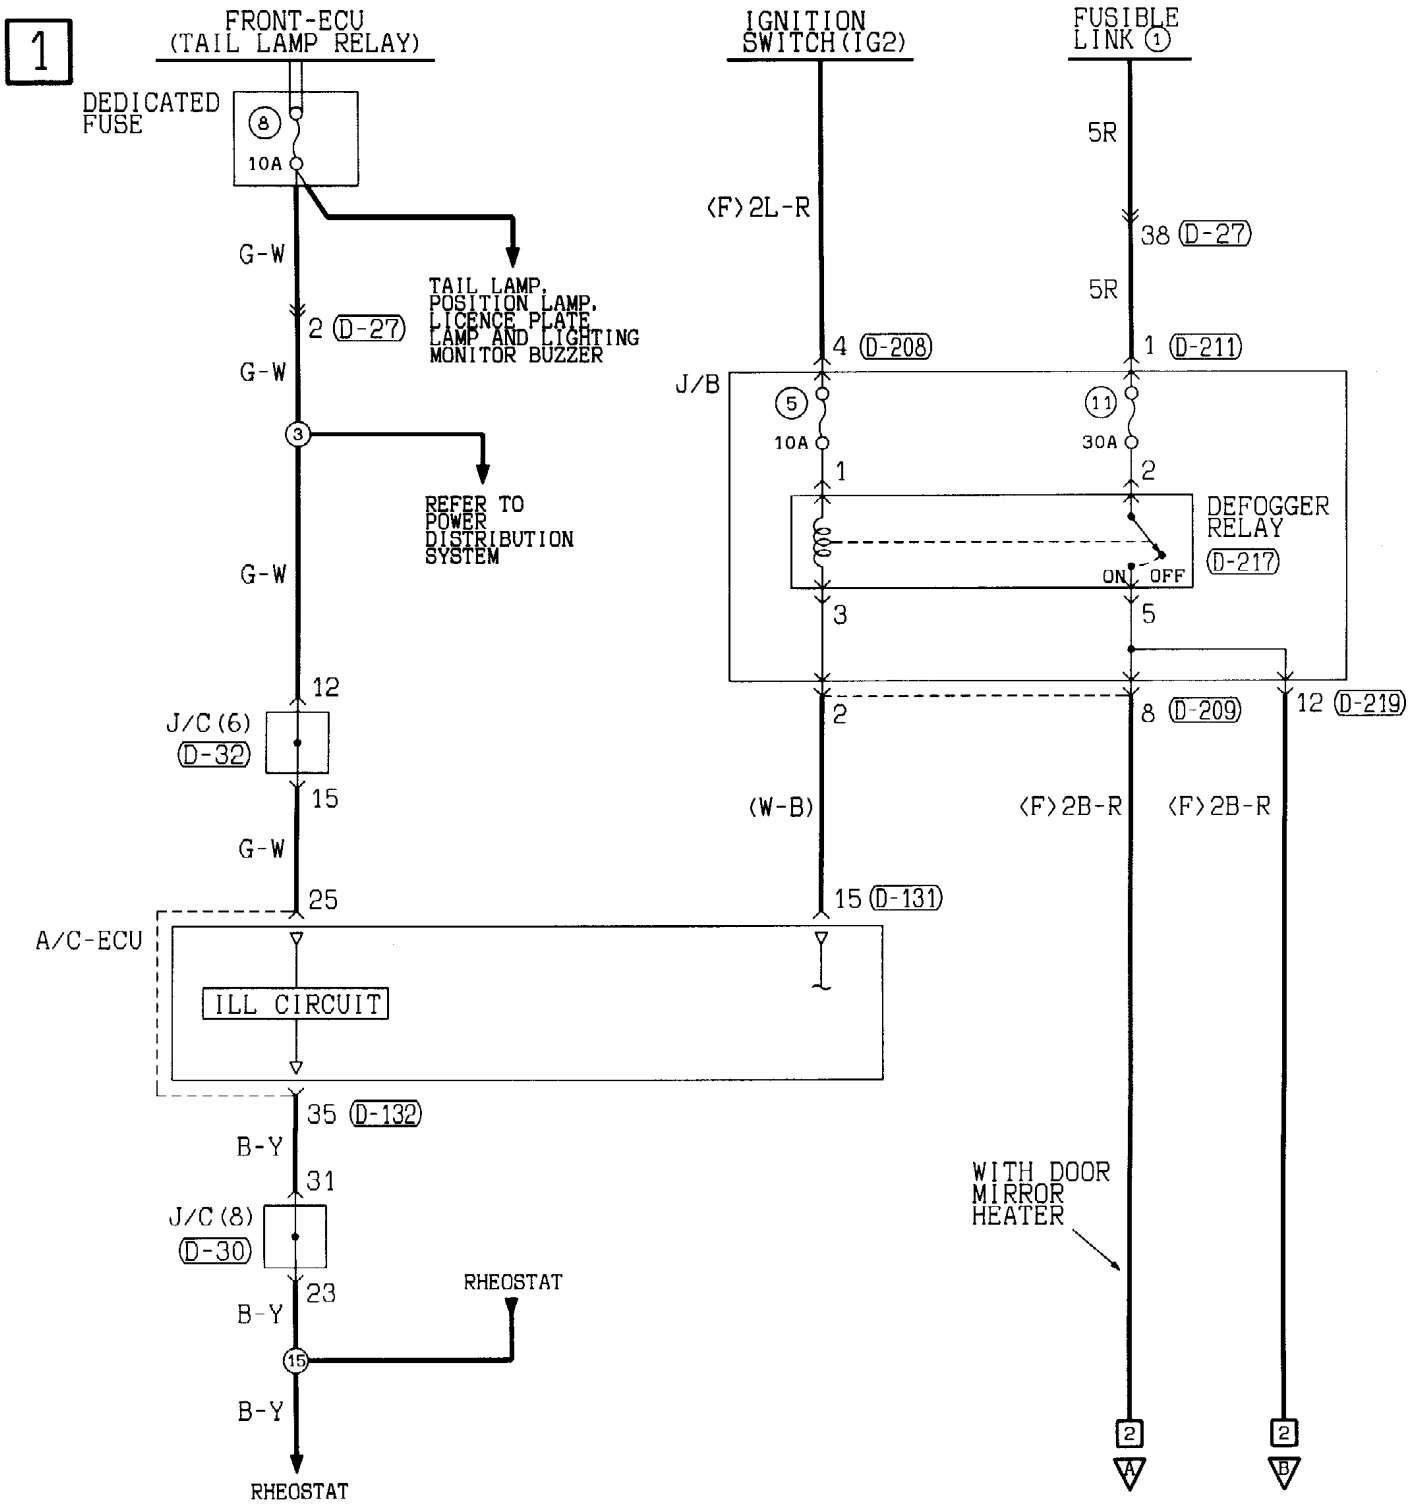 1
FRONT-ECU
(TAIL LAMP RELAY)
IGNITION
SWITCH(IG2)
FUSIBLE
LINK ①
DEDICATED
FUSE
8
10A
5R
<F>2L-R
38 (D-27)
G-W
TAIL LAMP,
POSITION LAMP,
LICENCE PLATE
LAMP AND LIGHTING
MONITOR BUZZER
5R
2 (D-27)
4 (D-208)
1 (D-211)
G-W
J/B
5
10A
11
30A
3
1
2
REFER TO
POWER
DISTRIBUTION
SYSTEM
DEFOGGER
RELAY
(D-217)
ON OFF
G-W
3
5
12
2
8 (D-209)
12 (D-219)
J/C(6)
(D-32)
15
(W-B)
<F>2B-R
<F>2B-R
G-W
25
15 (D-131)
A/C-ECU
ILL CIRCUIT
35 (D-132)
B-Y
31
WITH DOOR
MIRROR
HEATER
J/C(8)
(D-30)
23
RHEOSTAT
B-Y
15
B-Y
2
2
A
B
RHEOSTAT